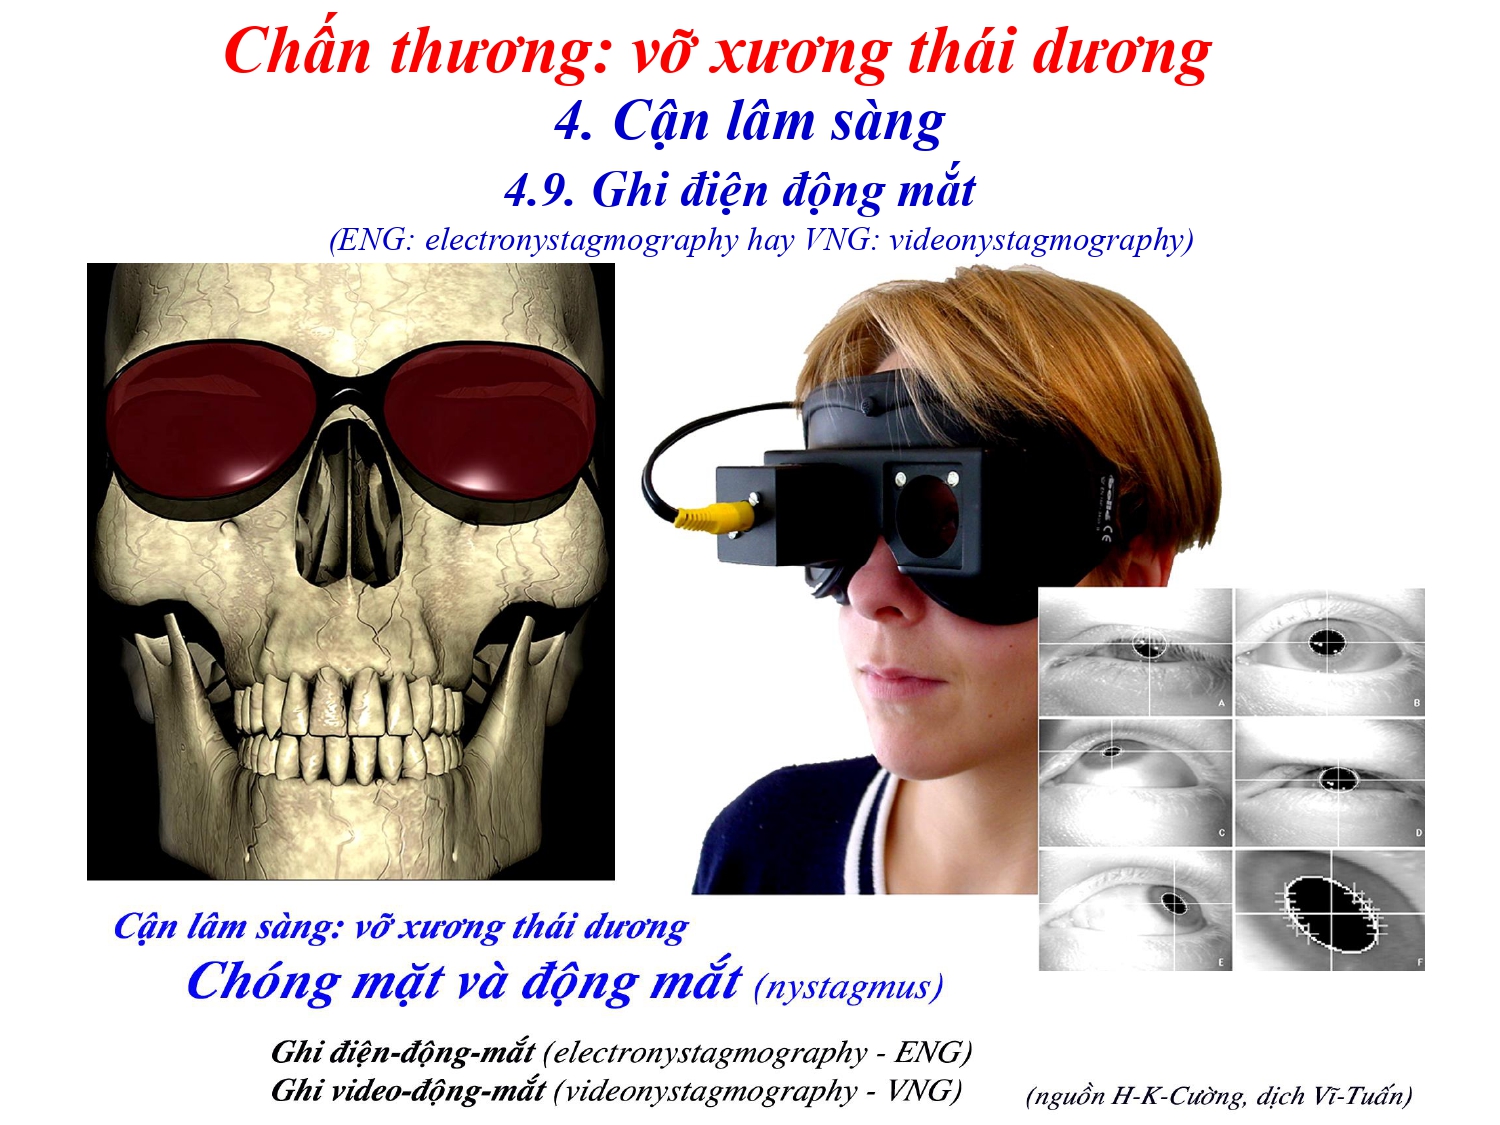 Chấn thương: vỡ xương thái dương
4. Cận lâm sàng
4.9. Ghi điện động mắt
(ENG: electronystagmography hay VNG: videonystagmography)
A
B
C
D
E
F
Cận lâm sàng: vỡ xương thái dương
Chóng mặt và động mắt (nystagmus)
Ghi điện-động-mắt (electronystagmography - ENG)
Ghi video-động-mắt (videonystagmography - VNG)
(nguồn H-K-Cường, dịch Vĩ-Tuấn)